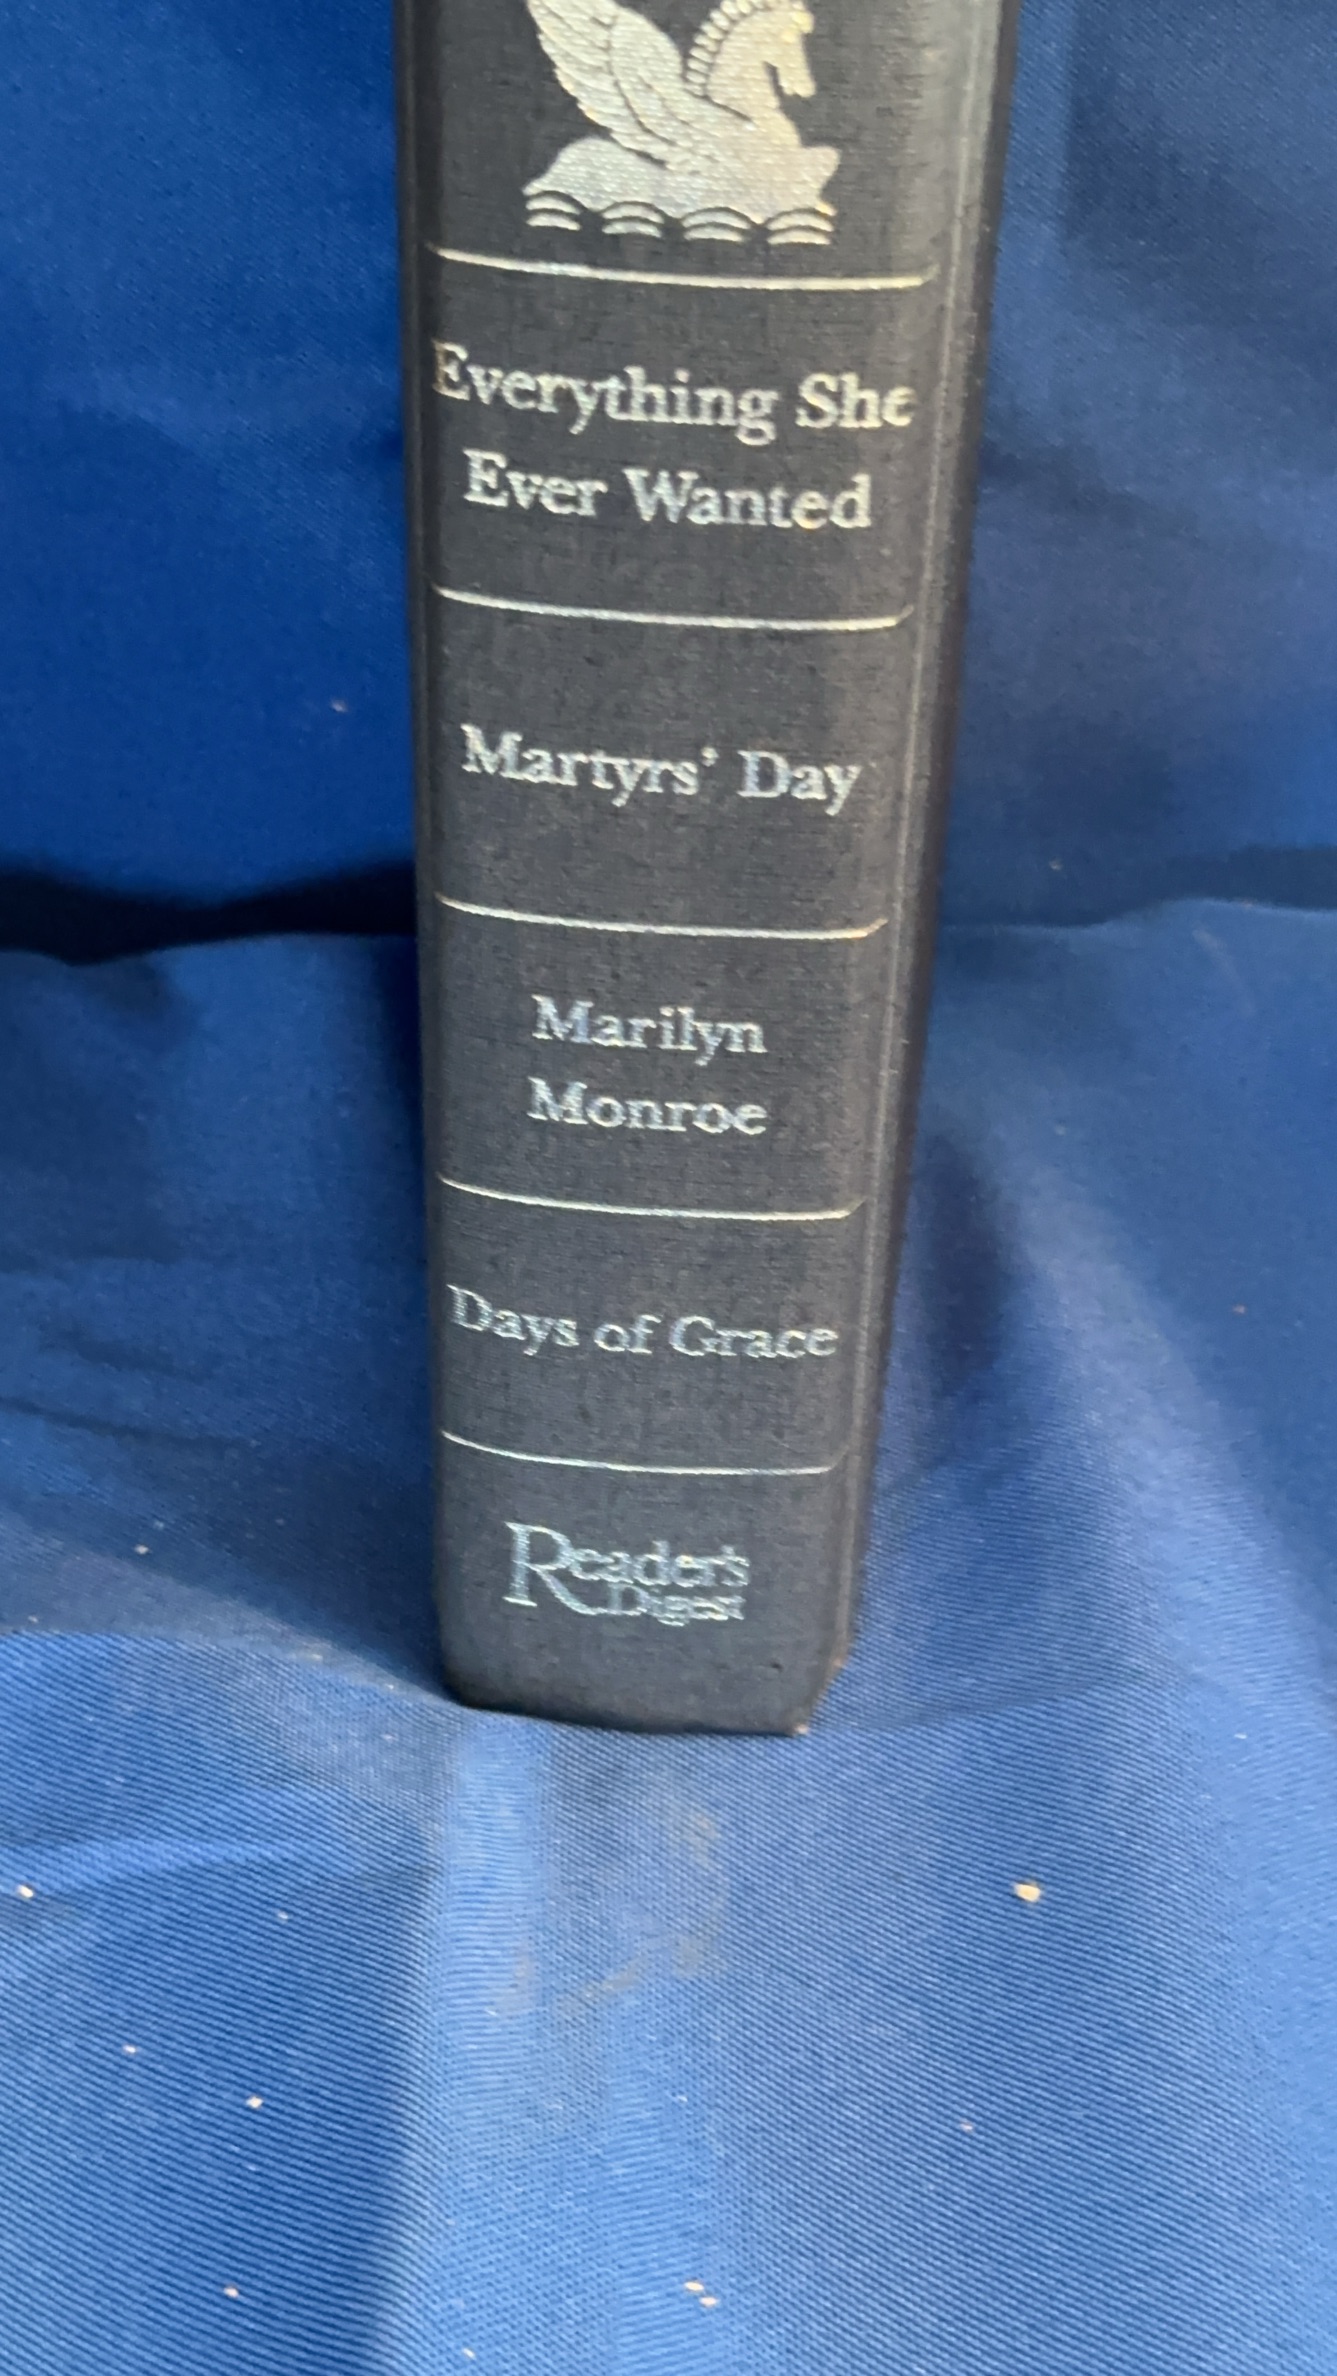 Everything She
Ever Wanted
Martyrs' Day
Marilyn
Monroe
Days of Grace
Reader's
Digest